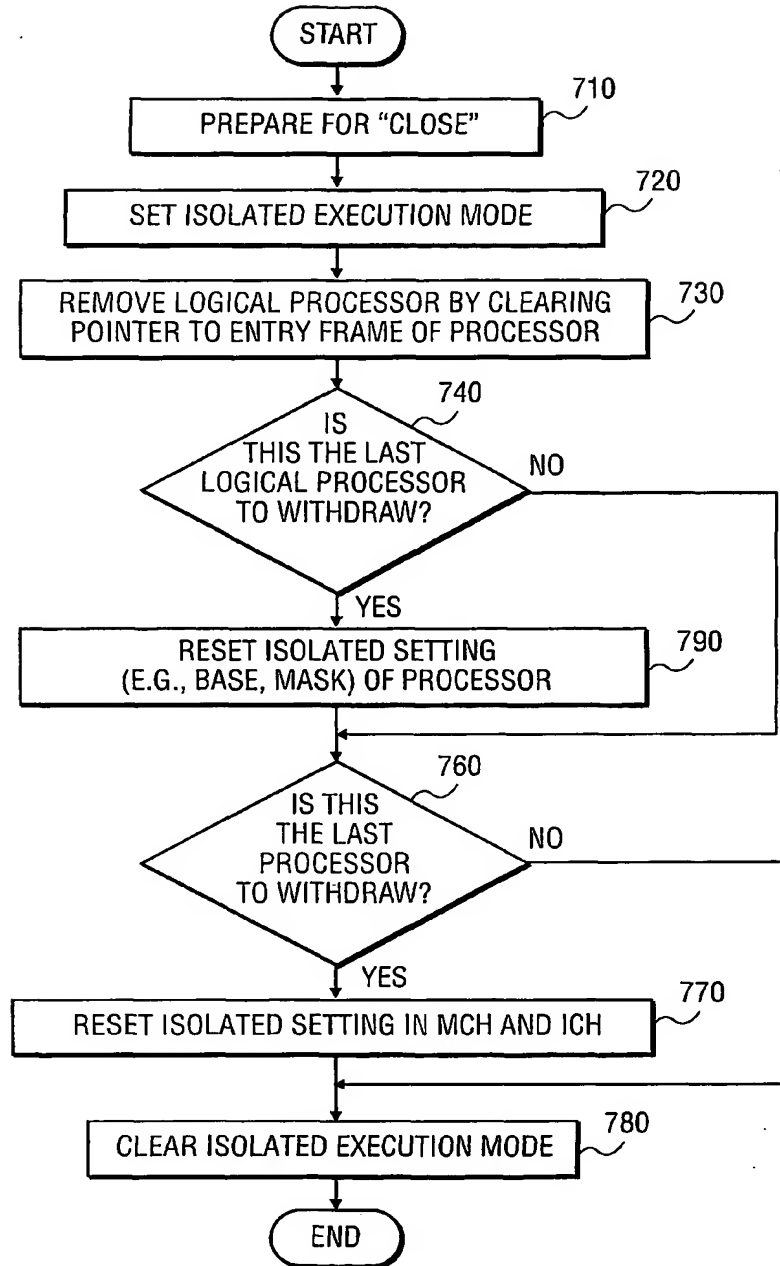 START
710
PREPARE FOR “CLOSE”
720
SET ISOLATED EXECUTION MODE
730
REMOVE LOGICAL PROCESSOR BY CLEARING
POINTER TO ENTRY FRAME OF PROCESSOR
740
IS
THIS THE LAST
LOGICAL PROCESSOR
TO WITHDRAW?
NO
YES
790
RESET ISOLATED SETTING
(E.G., BASE, MASK) OF PROCESSOR
760
IS THIS
THE LAST
PROCESSOR
TO WITHDRAW?
NO
YES
770
RESET ISOLATED SETTING IN MCH AND ICH
780
CLEAR ISOLATED EXECUTION MODE
END